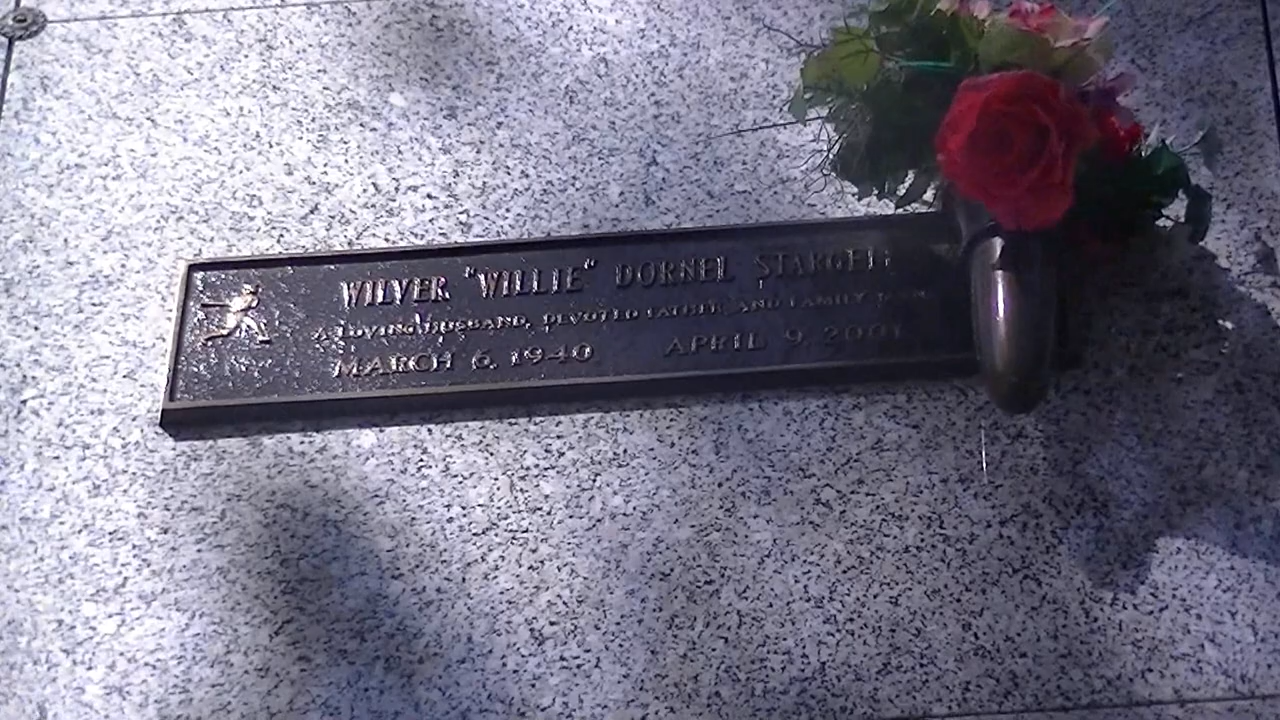 WILVER "WILLIE" DORNEL STARGELL
A LOVING HUSBAND, DEVOTED FATHER AND FAMILY MAN
MARCH 6, 1940 APRIL 9, 2001